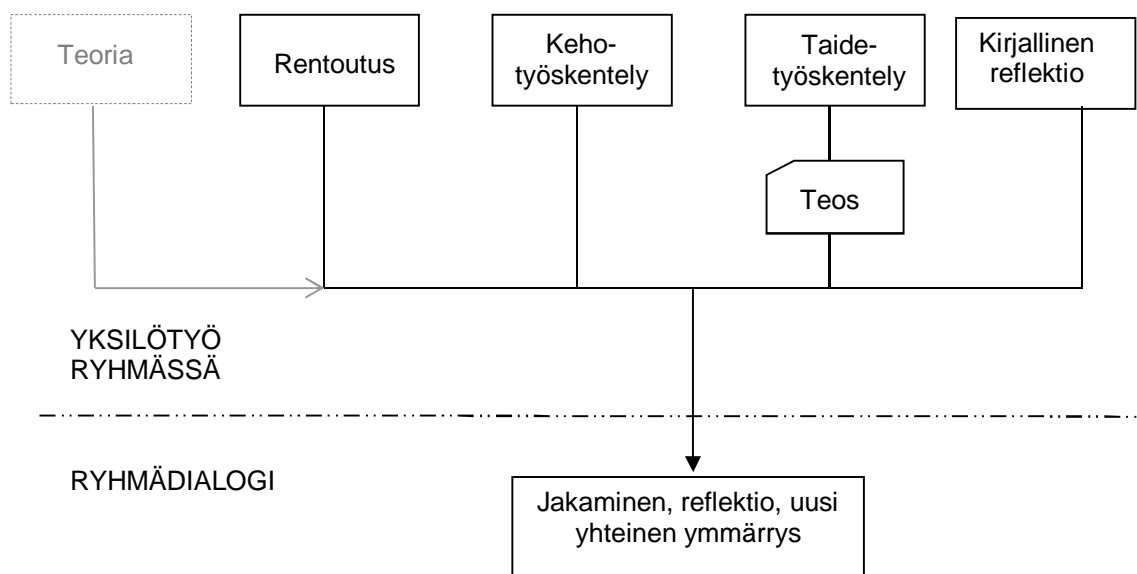 Teoria
Rentoutus
Keho-
työskentely
Taide-
työskentely
Kirjallinen
reflektio
Teos
YKSILÖTYÖ
RYHMÄSSÄ
RYHMÄDIALOGI
Jakaminen, reflektio, uusi
yhteinen ymmärrys